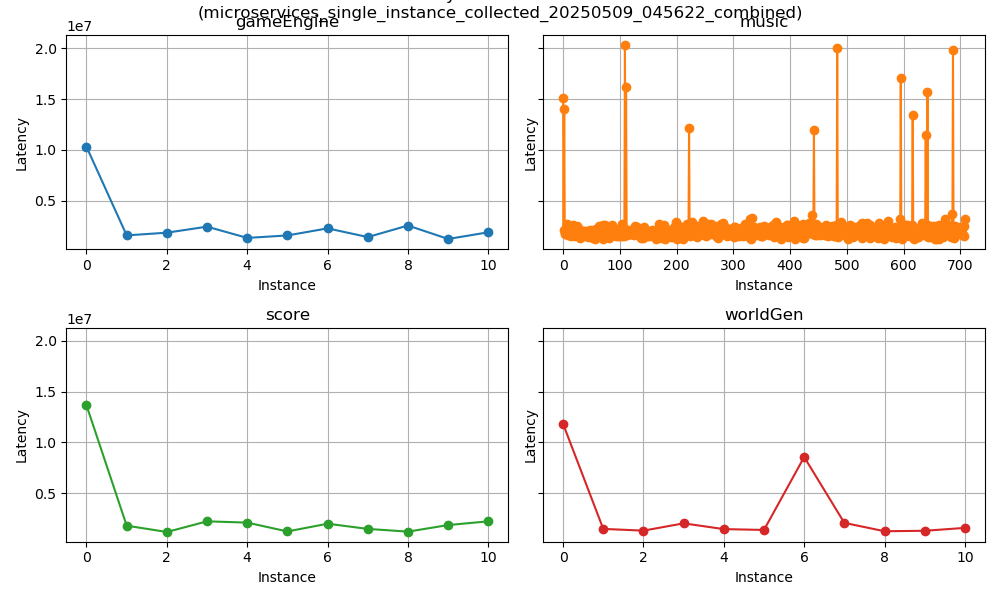 (microservices_single_instance_collected_20250509_045622_combined)
gameEngine
1e7
2.0
1.5
1.0
0.5
Latency
0 2 4 6 8 10
Instance
music
Latency
0 100 200 300 400 500 600 700
Instance
score
1e7
2.0
1.5
1.0
0.5
Latency
0 2 4 6 8 10
Instance
worldGen
Latency
0 2 4 6 8 10
Instance